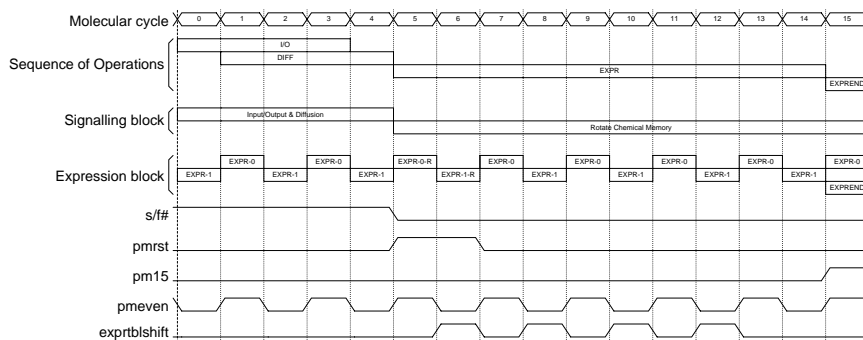 Molecular cycle 0 1 2 3 4 5 6 7 8 9 10 11 12 13 14 15
I/O
DIFF
Sequence of Operations
EXPR
EXPREND
Signalling block
Input/Output & Diffusion
Rotate Chemical Memory
EXPR-0 EXPR-0 EXPR-0-R EXPR-0 EXPR-0 EXPR-0 EXPR-0 EXPR-0
Expression block
EXPR-1 EXPR-1 EXPR-1 EXPR-1-R EXPR-1 EXPR-1 EXPR-1 EXPR-1
EXPREND
s/f#
pmrst
pm15
pmeven
exprtblshift